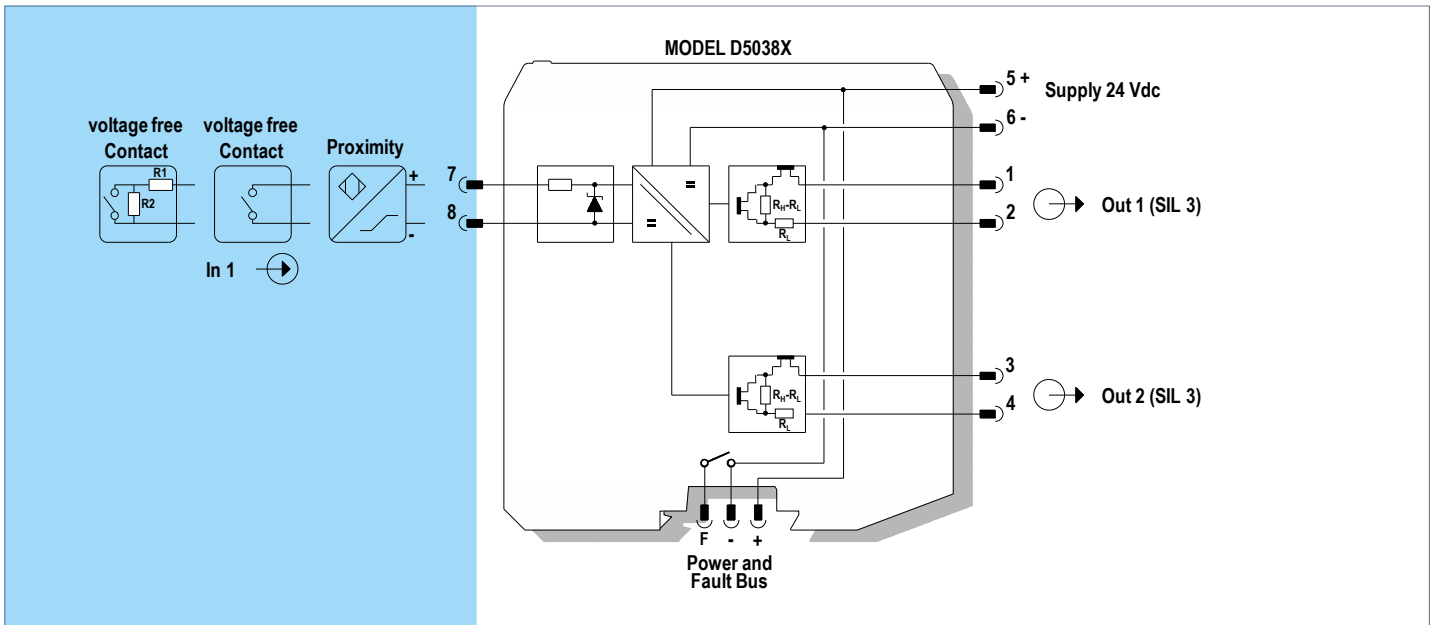 MODEL D5038X
5 +
Supply 24 Vdc
6 -
voltage free
Contact
voltage free
Contact
Proximity
R1
R2
+
-
7
8
In 1
=
=
RH-RL
RL
1
2
Out 1 (SIL 3)
RH-RL
RL
3
4
Out 2 (SIL 3)
F - +
Power and
Fault Bus